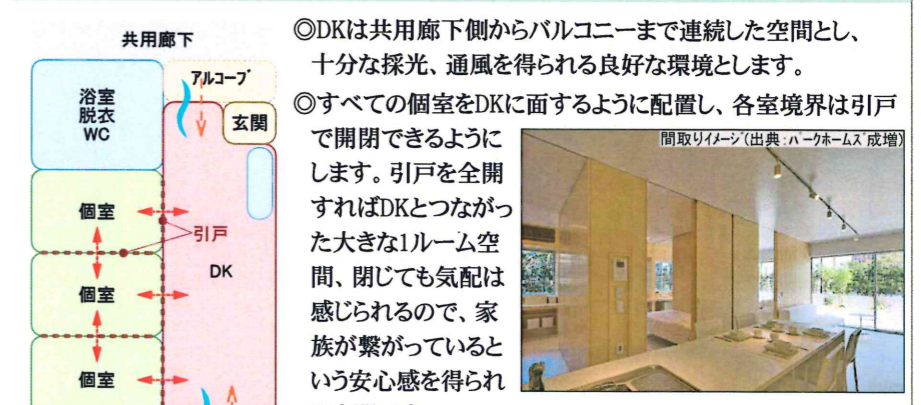 共用廊下
アルコーブ
浴室
脱衣
WC
玄関
個室
引戸
DK
個室
個室
◎DKは共用廊下側からバルコニーまで連続した空間とし、
十分な採光、通風を得られる良好な環境とします。
◎すべての個室をDKに面するように配置し、各室境界は引戸
で開閉できるように
します。引戸を全開
すればDKとつながっ
た大きな1ルーム空
間、閉じても気配は
感じられるので、家
族が繋がっていると
いう安心感を得られ
間取りイメージ(出典:パークホームズ成増)